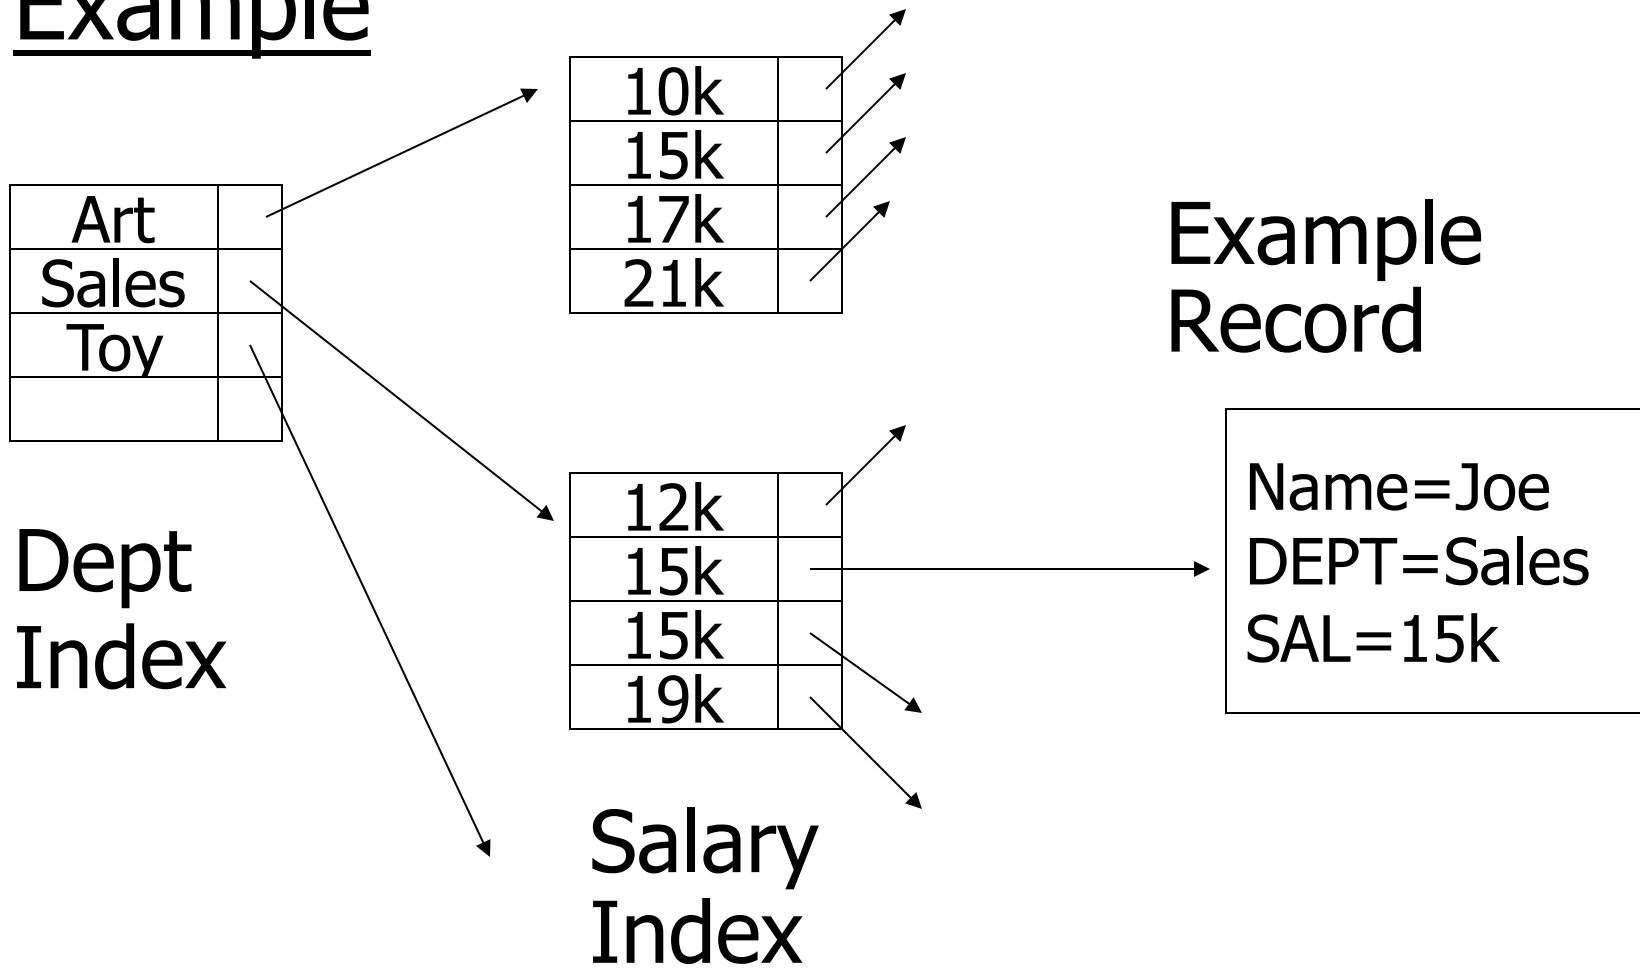 Example
10k
15k
17k
21k
Art
Sales
Toy
Example
Record
Dept
Index
12k
15k
15k
19k
Name=Joe
DEPT=Sales
SAL=15k
Salary
Index